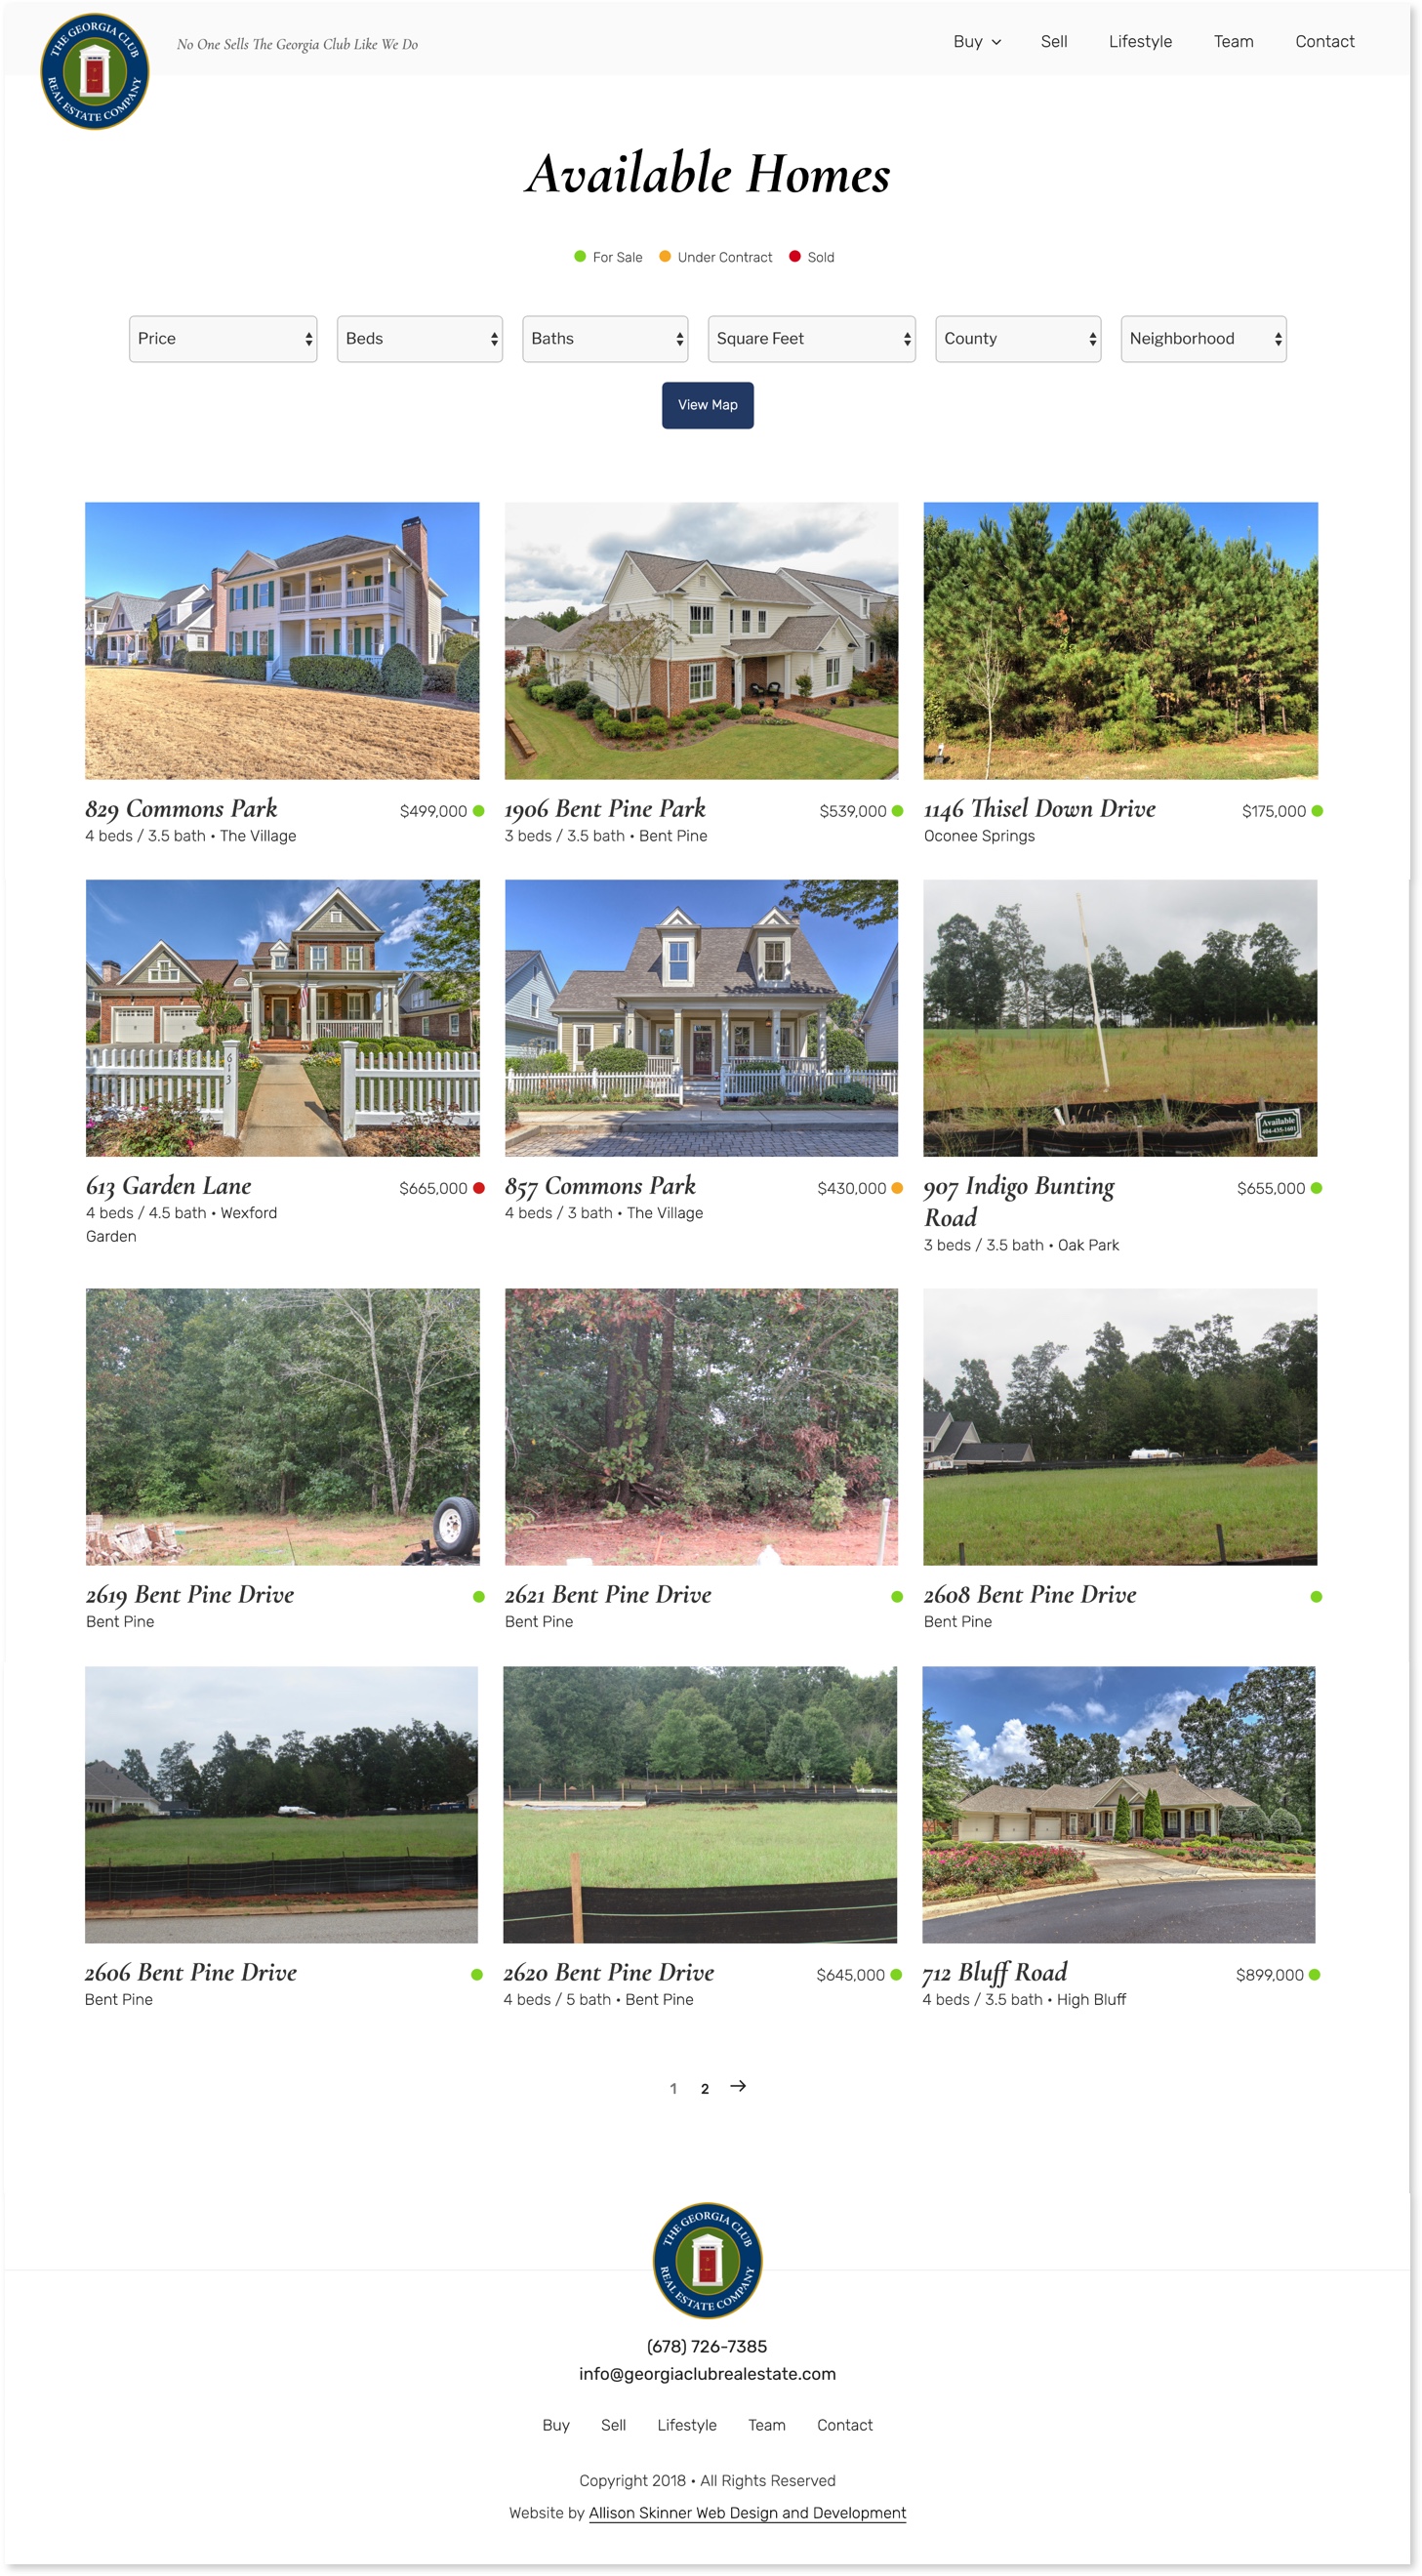 THE GEORGIA CLUB
REAL ESTATE COMPANY
No One Sells The Georgia Club Like We Do
Buy Sell Lifestyle Team Contact
Available Homes
For Sale Under Contract Sold
Price Beds Baths Square Feet County Neighborhood
View Map
829 Commons Park $499,000
4 beds / 3.5 bath • The Village
1906 Bent Pine Park $539,000
3 beds / 3.5 bath • Bent Pine
1146 Thisel Down Drive $175,000
Oconee Springs
613
613 Garden Lane $665,000
4 beds / 4.5 bath • Wexford
Garden
857 Commons Park $430,000
4 beds / 3 bath • The Village
Available
404-435-1601
907 Indigo Bunting $655,000
Road
3 beds / 3.5 bath • Oak Park
2619 Bent Pine Drive
Bent Pine
2621 Bent Pine Drive
Bent Pine
2608 Bent Pine Drive
Bent Pine
2606 Bent Pine Drive
Bent Pine
2620 Bent Pine Drive $645,000
4 beds / 5 bath • Bent Pine
712 Bluff Road $899,000
4 beds / 3.5 bath • High Bluff
1 2 →
THE GEORGIA CLUB
REAL ESTATE COMPANY
(678) 726-7385
info@georgiaclubrealestate.com
Buy Sell Lifestyle Team Contact
Copyright 2018 • All Rights Reserved
Website by Allison Skinner Web Design and Development